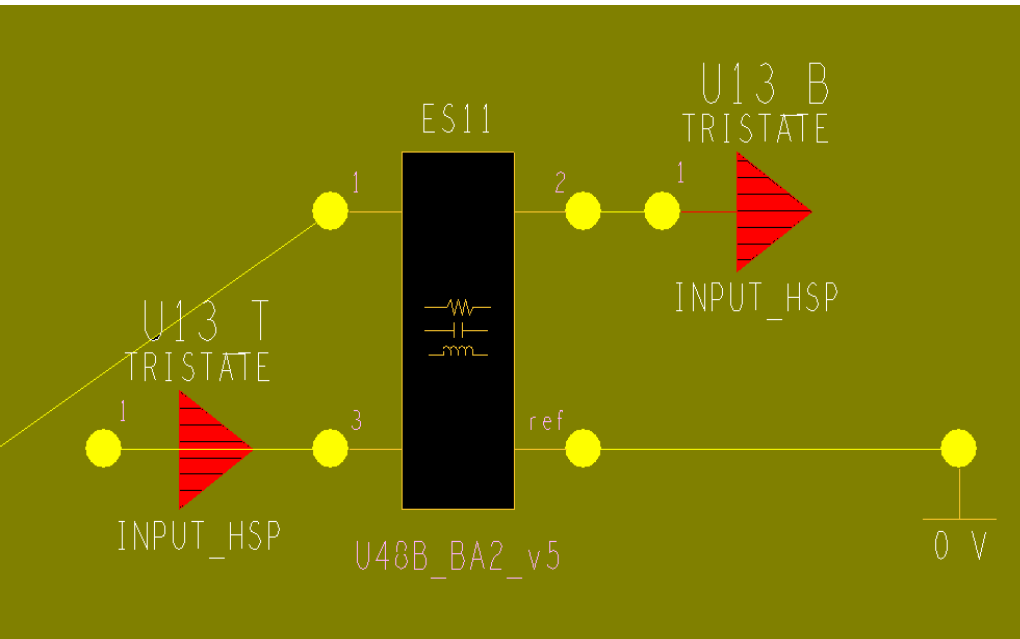 U13 B
TRISTATE
ES11
1
2
1
INPUT_HSP
U13 T
TRISTATE
1
3
ref
INPUT_HSP
U48B_BA2_v5
0 V